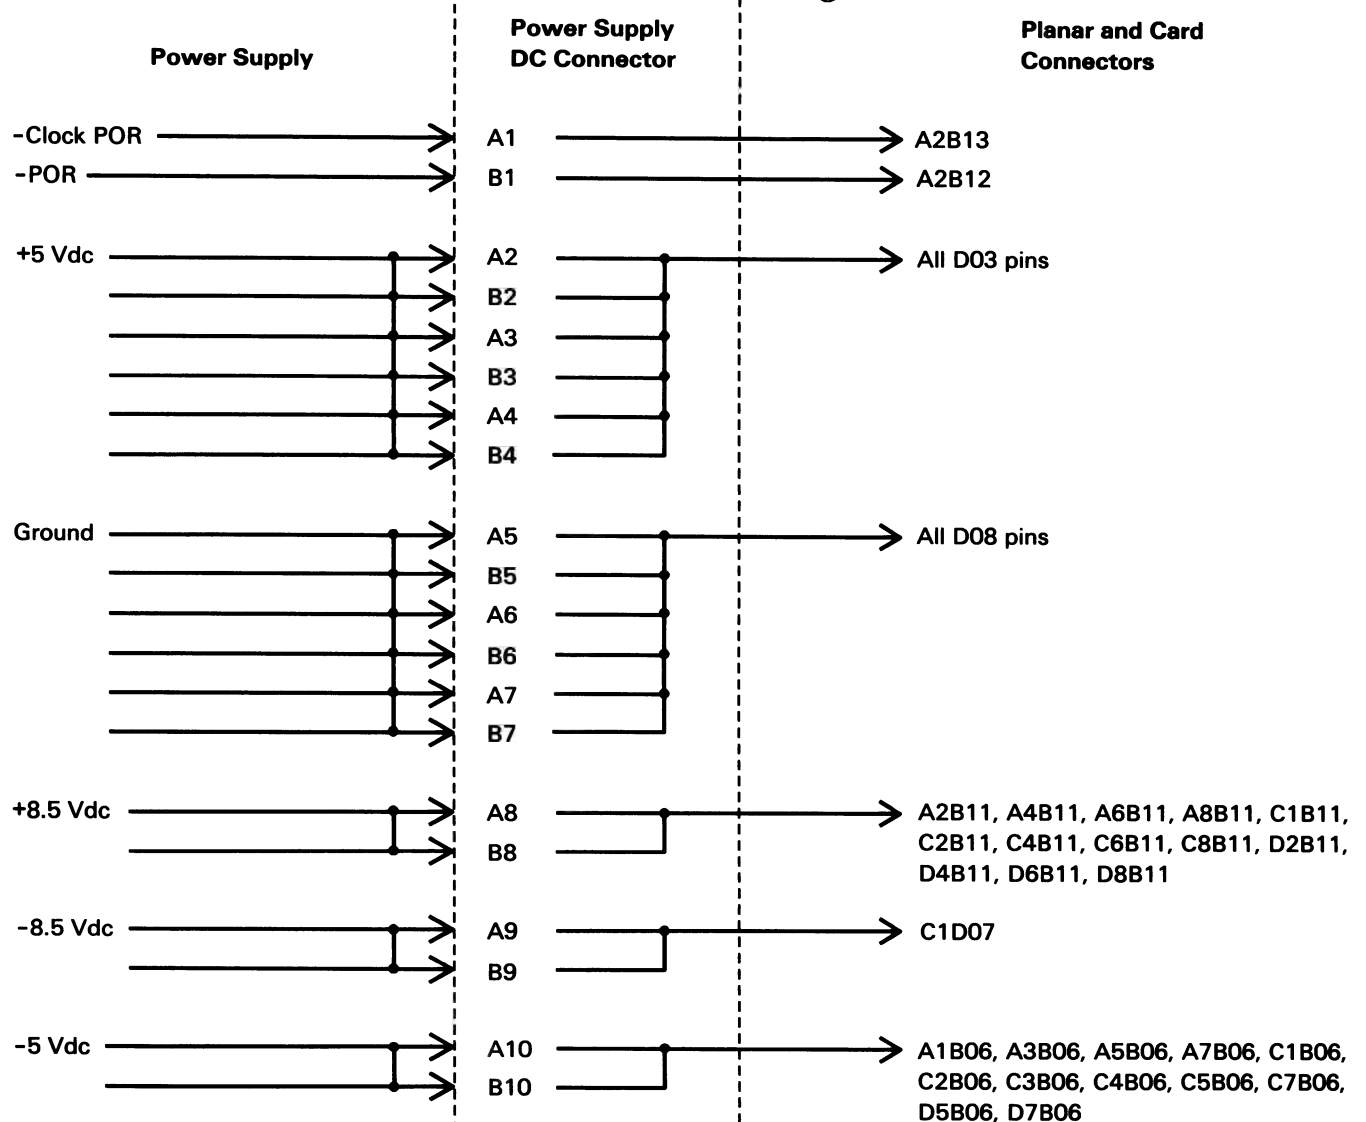 Power Supply
Power Supply
DC Connector
Planar and Card
Connectors
-Clock POR A1 A2B13
-POR B1 A2B12
+5 Vdc A2 All D03 pins
B2
A3
B3
A4
B4
Ground A5 All D08 pins
B5
A6
B6
A7
B7
+8.5 Vdc A8 A2B11, A4B11, A6B11, A8B11, C1B11,
B8 C2B11, C4B11, C6B11, C8B11, D2B11,
D4B11, D6B11, D8B11
-8.5 Vdc A9 C1D07
B9
-5 Vdc A10 A1B06, A3B06, A5B06, A7B06, C1B06,
B10 C2B06, C3B06, C4B06, C5B06, C7B06,
D5B06, D7B06